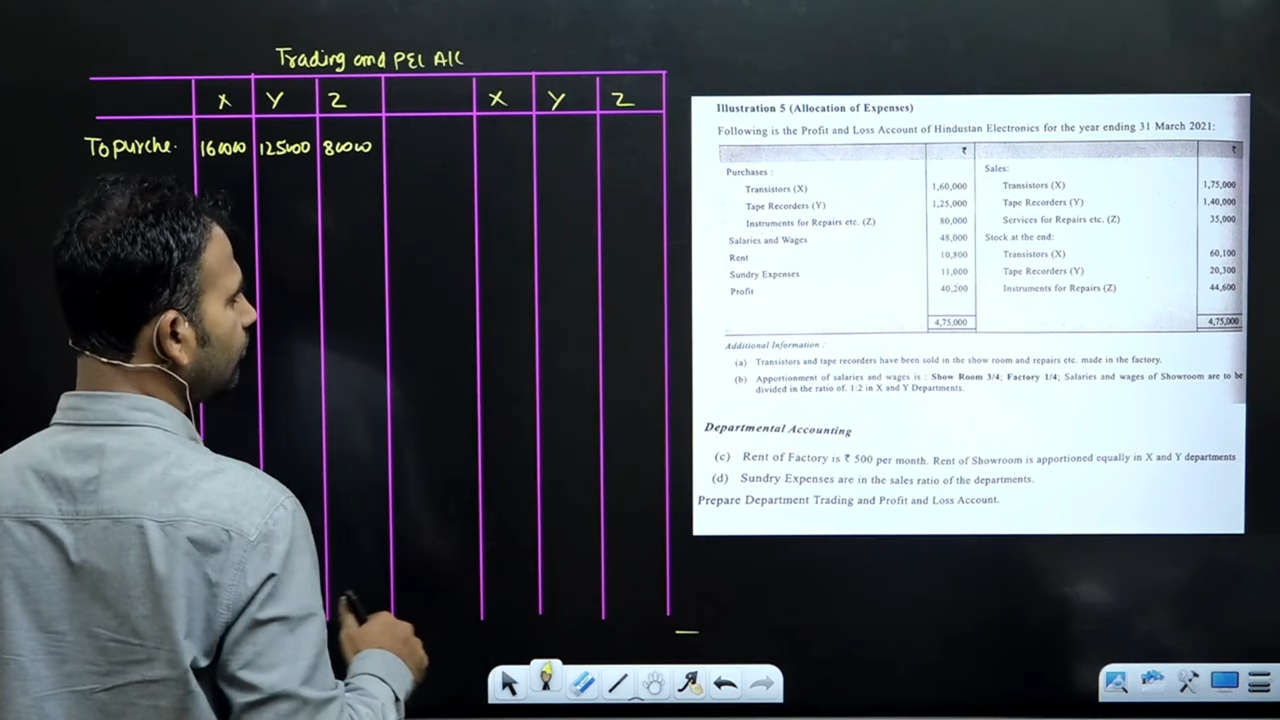 Trading and P&L A/c
X Y Z X Y Z
To purche. 160000 125000 80000
Illustration 5 (Allocation of Expenses)
Following is the Profit and Loss Account of Hindustan Electronics for the year ending 31 March 2021:
₹ ₹
Purchases : Sales:
Transistors (X) 1,60,000 Transistors (X) 1,75,000
Tape Recorders (Y) 1,25,000 Tape Recorders (Y) 1,40,000
Instruments for Repairs etc. (Z) 80,000 Services for Repairs etc. (Z) 35,000
Salaries and Wages 48,000 Stock at the end:
Rent 10,800 Transistors (X) 60,100
Sundry Expenses 11,000 Tape Recorders (Y) 20,300
Profit 40,200 Instruments for Repairs (Z) 44,600
4,75,000 4,75,000
Additional Information :
(a) Transistors and tape recorders have been sold in the show room and repairs etc. made in the factory.
(b) Apportionment of salaries and wages is : Show Room 3/4; Factory 1/4; Salaries and wages of Showroom are to be
divided in the ratio of. 1:2 in X and Y Departments.
Departmental Accounting
(c) Rent of Factory is ₹ 500 per month. Rent of Showroom is apportioned equally in X and Y departments
(d) Sundry Expenses are in the sales ratio of the departments.
Prepare Department Trading and Profit and Loss Account.